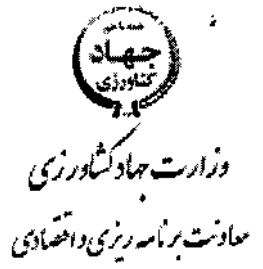 جهاد
کشاورزی
وزارت جهاد کشاورزی
معاونت برنامه ریزی و اقتصادی